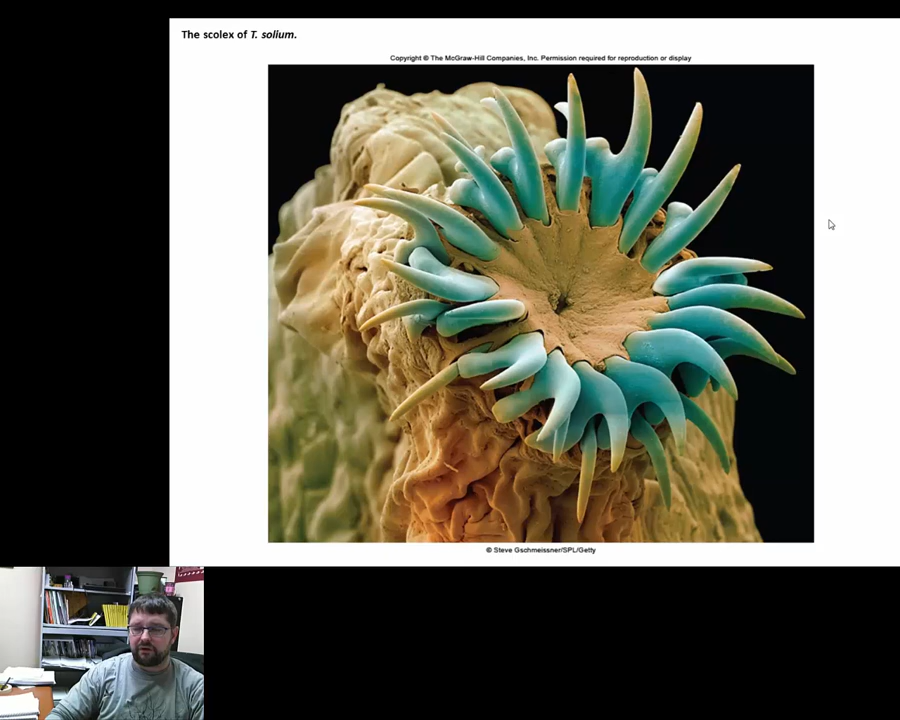 The scolex of T. solium.
Copyright © The McGraw-Hill Companies, Inc. Permission required for reproduction or display
© Steve Gschmeissner/SPL/Getty